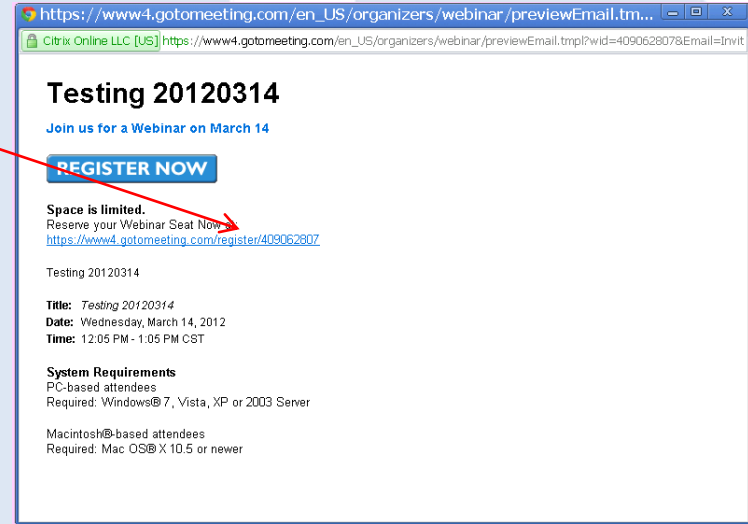 https://www4.gotomeeting.com/en_US/organizers/webinar/previewEmail.tm...
Citrix Online LLC [US] https://www4.gotomeeting.com/en_US/organizers/webinar/previewEmail.tmpl?wid=409062807&Email=Invit
Testing 20120314
Join us for a Webinar on March 14
REGISTER NOW
Space is limited.
Reserve your Webinar Seat Now
https://www4.gotomeeting.com/register/409062807
Testing 20120314
Title: Testing 20120314
Date: Wednesday, March 14, 2012
Time: 12:05 PM - 1:05 PM CST
System Requirements
PC-based attendees
Required: Windows® 7, Vista, XP or 2003 Server
Macintosh®-based attendees
Required: Mac OS® X 10.5 or newer